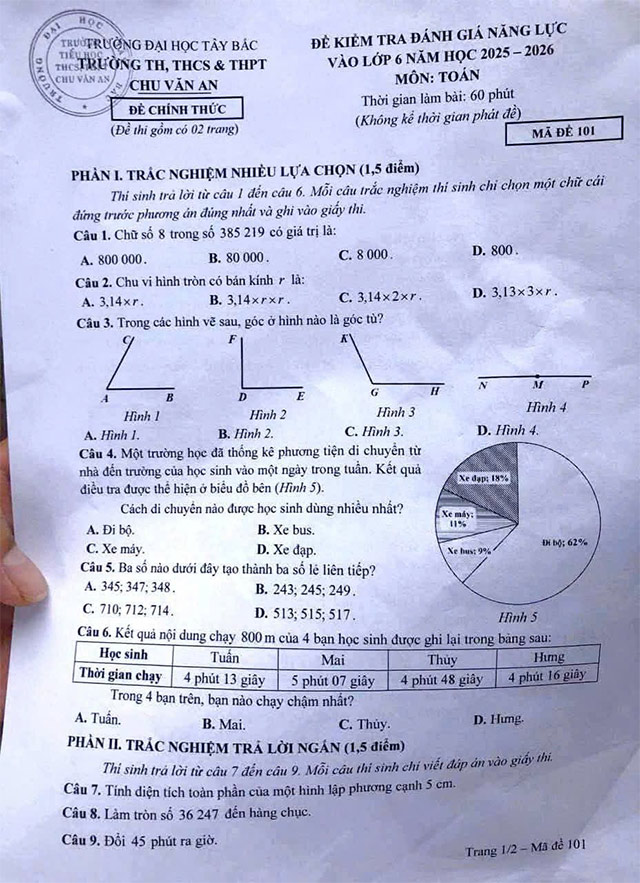 TRƯỜNG ĐẠI HỌC TÂY BẮC
TRƯỜNG TH, THCS & THPT
CHU VĂN AN
ĐỀ CHÍNH THỨC
(Đề thi gồm có 02 trang)
TRƯỜNG ĐẠI HỌC
TIỂU HỌC
CHU VĂN AN
ĐỀ KIỂM TRA ĐÁNH GIÁ NĂNG LỰC
VÀO LỚP 6 NĂM HỌC 2025 – 2026
MÔN: TOÁN
Thời gian làm bài: 60 phút
(Không kể thời gian phát đề)
MÃ ĐỀ 101
PHẦN I. TRẮC NGHIỆM NHIỀU LỰA CHỌN (1,5 điểm)
Thí sinh trả lời từ câu 1 đến câu 6. Mỗi câu trắc nghiệm thí sinh chỉ chọn một chữ cái
đứng trước phương án đúng nhất và ghi vào giấy thi.
Câu 1. Chữ số 8 trong số 385 219 có giá trị là:
A. 800 000. B. 80 000. C. 8 000. D. 800.
Câu 2. Chu vi hình tròn có bán kính r là:
A. 3,14×r. B. 3,14×r×r. C. 3,14×2×r. D. 3,13×3×r.
Câu 3. Trong các hình vẽ sau, góc ở hình nào là góc tù?
C F K
A B D E G H N M P
Hình 1 Hình 2 Hình 3 Hình 4
A. Hình 1. B. Hình 2. C. Hình 3. D. Hình 4.
Câu 4. Một trường học đã thống kê phương tiện di chuyển từ
nhà đến trường của học sinh vào một ngày trong tuần. Kết quả
điều tra được thể hiện ở biểu đồ bên (Hình 5).
Cách di chuyển nào được học sinh dùng nhiều nhất?
A. Đi bộ. B. Xe bus.
C. Xe máy. D. Xe đạp.
Xe đạp; 18%
Xe máy;
11%
Xe bus; 9%
Đi bộ; 62%
Hình 5
Câu 5. Ba số nào dưới đây tạo thành ba số lẻ liên tiếp?
A. 345; 347; 348. B. 243; 245; 249.
C. 710; 712; 714. D. 513; 515; 517.
Câu 6. Kết quả nội dung chạy 800 m của 4 bạn học sinh được ghi lại trong bảng sau:
Học sinh Tuấn Mai Thủy Hưng
Thời gian chạy 4 phút 13 giây 5 phút 07 giây 4 phút 48 giây 4 phút 16 giây
Trong 4 bạn trên, bạn nào chạy chậm nhất?
A. Tuấn. B. Mai. C. Thủy. D. Hưng.
PHẦN II. TRẮC NGHIỆM TRẢ LỜI NGẮN (1,5 điểm)
Thí sinh trả lời từ câu 7 đến câu 9. Mỗi câu thí sinh chỉ viết đáp án vào giấy thi.
Câu 7. Tính diện tích toàn phần của một hình lập phương cạnh 5 cm.
Câu 8. Làm tròn số 36 247 đến hàng chục.
Câu 9. Đổi 45 phút ra giờ.
Trang 1/2 – Mã đề 101